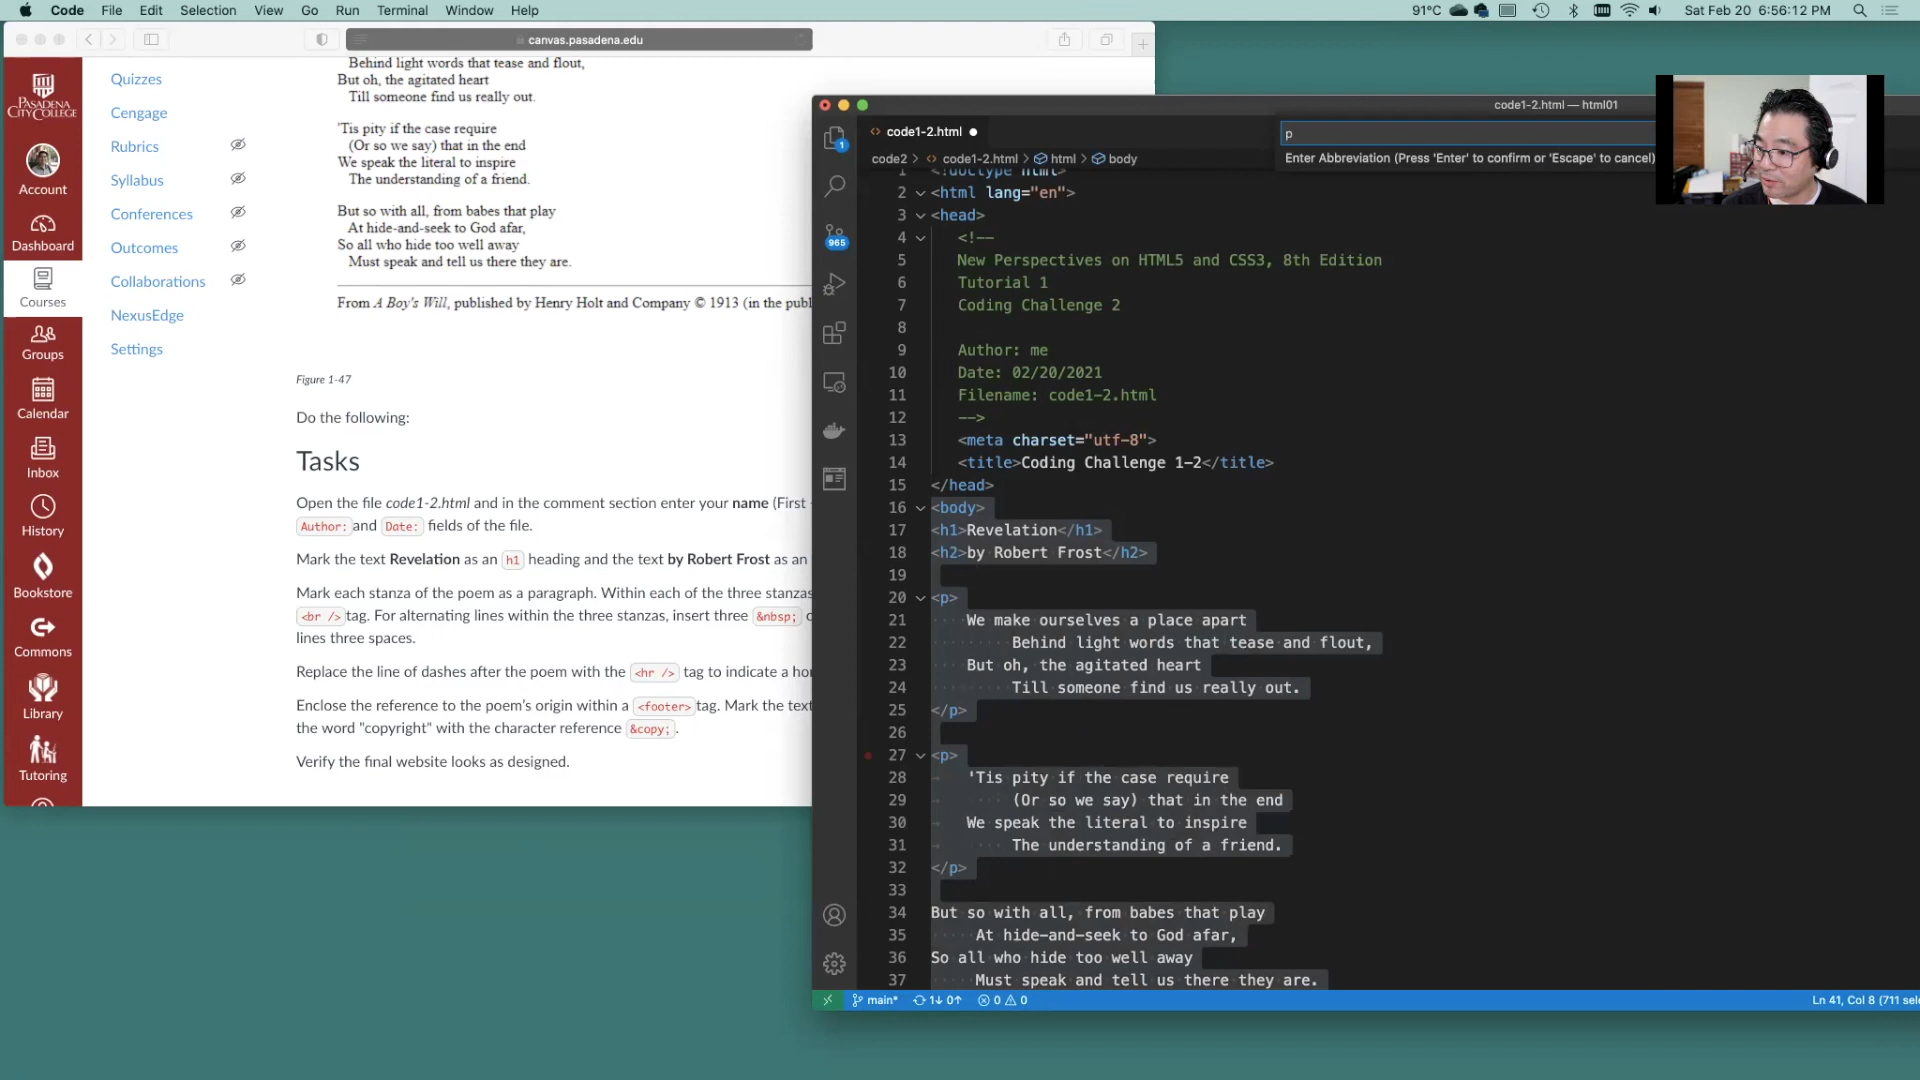 Code File Edit Selection View Go Run Terminal Window Help
91°C Sat Feb 20 6:56:12 PM
canvas.pasadena.edu
PASADENA
CITY COLLEGE
Account
Dashboard
Courses
Groups
Calendar
Inbox
History
Bookstore
Commons
Library
Tutoring
Quizzes
Cengage
Rubrics
Syllabus
Conferences
Outcomes
Collaborations
NexusEdge
Settings
Behind light words that tease and flout,
But oh, the agitated heart
Till someone find us really out.
'Tis pity if the case require
(Or so we say) that in the end
We speak the literal to inspire
The understanding of a friend.
But so with all, from babes that play
At hide-and-seek to God afar,
So all who hide too well away
Must speak and tell us there they are.
From A Boy's Will, published by Henry Holt and Company © 1913 (in the publ
Figure 1-47
Do the following:
Tasks
Open the file code1-2.html and in the comment section enter your name (First
Author: and Date: fields of the file.
Mark the text Revelation as an h1 heading and the text by Robert Frost as an
Mark each stanza of the poem as a paragraph. Within each of the three stanzas
<br /> tag. For alternating lines within the three stanzas, insert three &nbsp;
lines three spaces.
Replace the line of dashes after the poem with the <hr /> tag to indicate a ho
Enclose the reference to the poem's origin within a <footer> tag. Mark the text
the word "copyright" with the character reference &copy;.
Verify the final website looks as designed.
code1-2.html — html01
code1-2.html
p
Enter Abbreviation (Press 'Enter' to confirm or 'Escape' to cancel)
code2 > code1-2.html > html > body
1
965
1 <!doctype html>
2 <html lang="en">
3 <head>
4 <!--
5 New Perspectives on HTML5 and CSS3, 8th Edition
6 Tutorial 1
7 Coding Challenge 2
8
9 Author: me
10 Date: 02/20/2021
11 Filename: code1-2.html
12 -->
13 <meta charset="utf-8">
14 <title>Coding Challenge 1-2</title>
15 </head>
16 <body>
17 <h1>Revelation</h1>
18 <h2>by Robert Frost</h2>
19
20 <p>
21 We make ourselves a place apart
22 Behind light words that tease and flout,
23 But oh, the agitated heart
24 Till someone find us really out.
25 </p>
26
27 <p>
28 'Tis pity if the case require
29 (Or so we say) that in the end
30 We speak the literal to inspire
31 The understanding of a friend.
32 </p>
33
34 But so with all, from babes that play
35 At hide-and-seek to God afar,
36 So all who hide too well away
37 Must speak and tell us there they are.
main* 1↓ 0↑ 0 0 Ln 41, Col 8 (711 sele